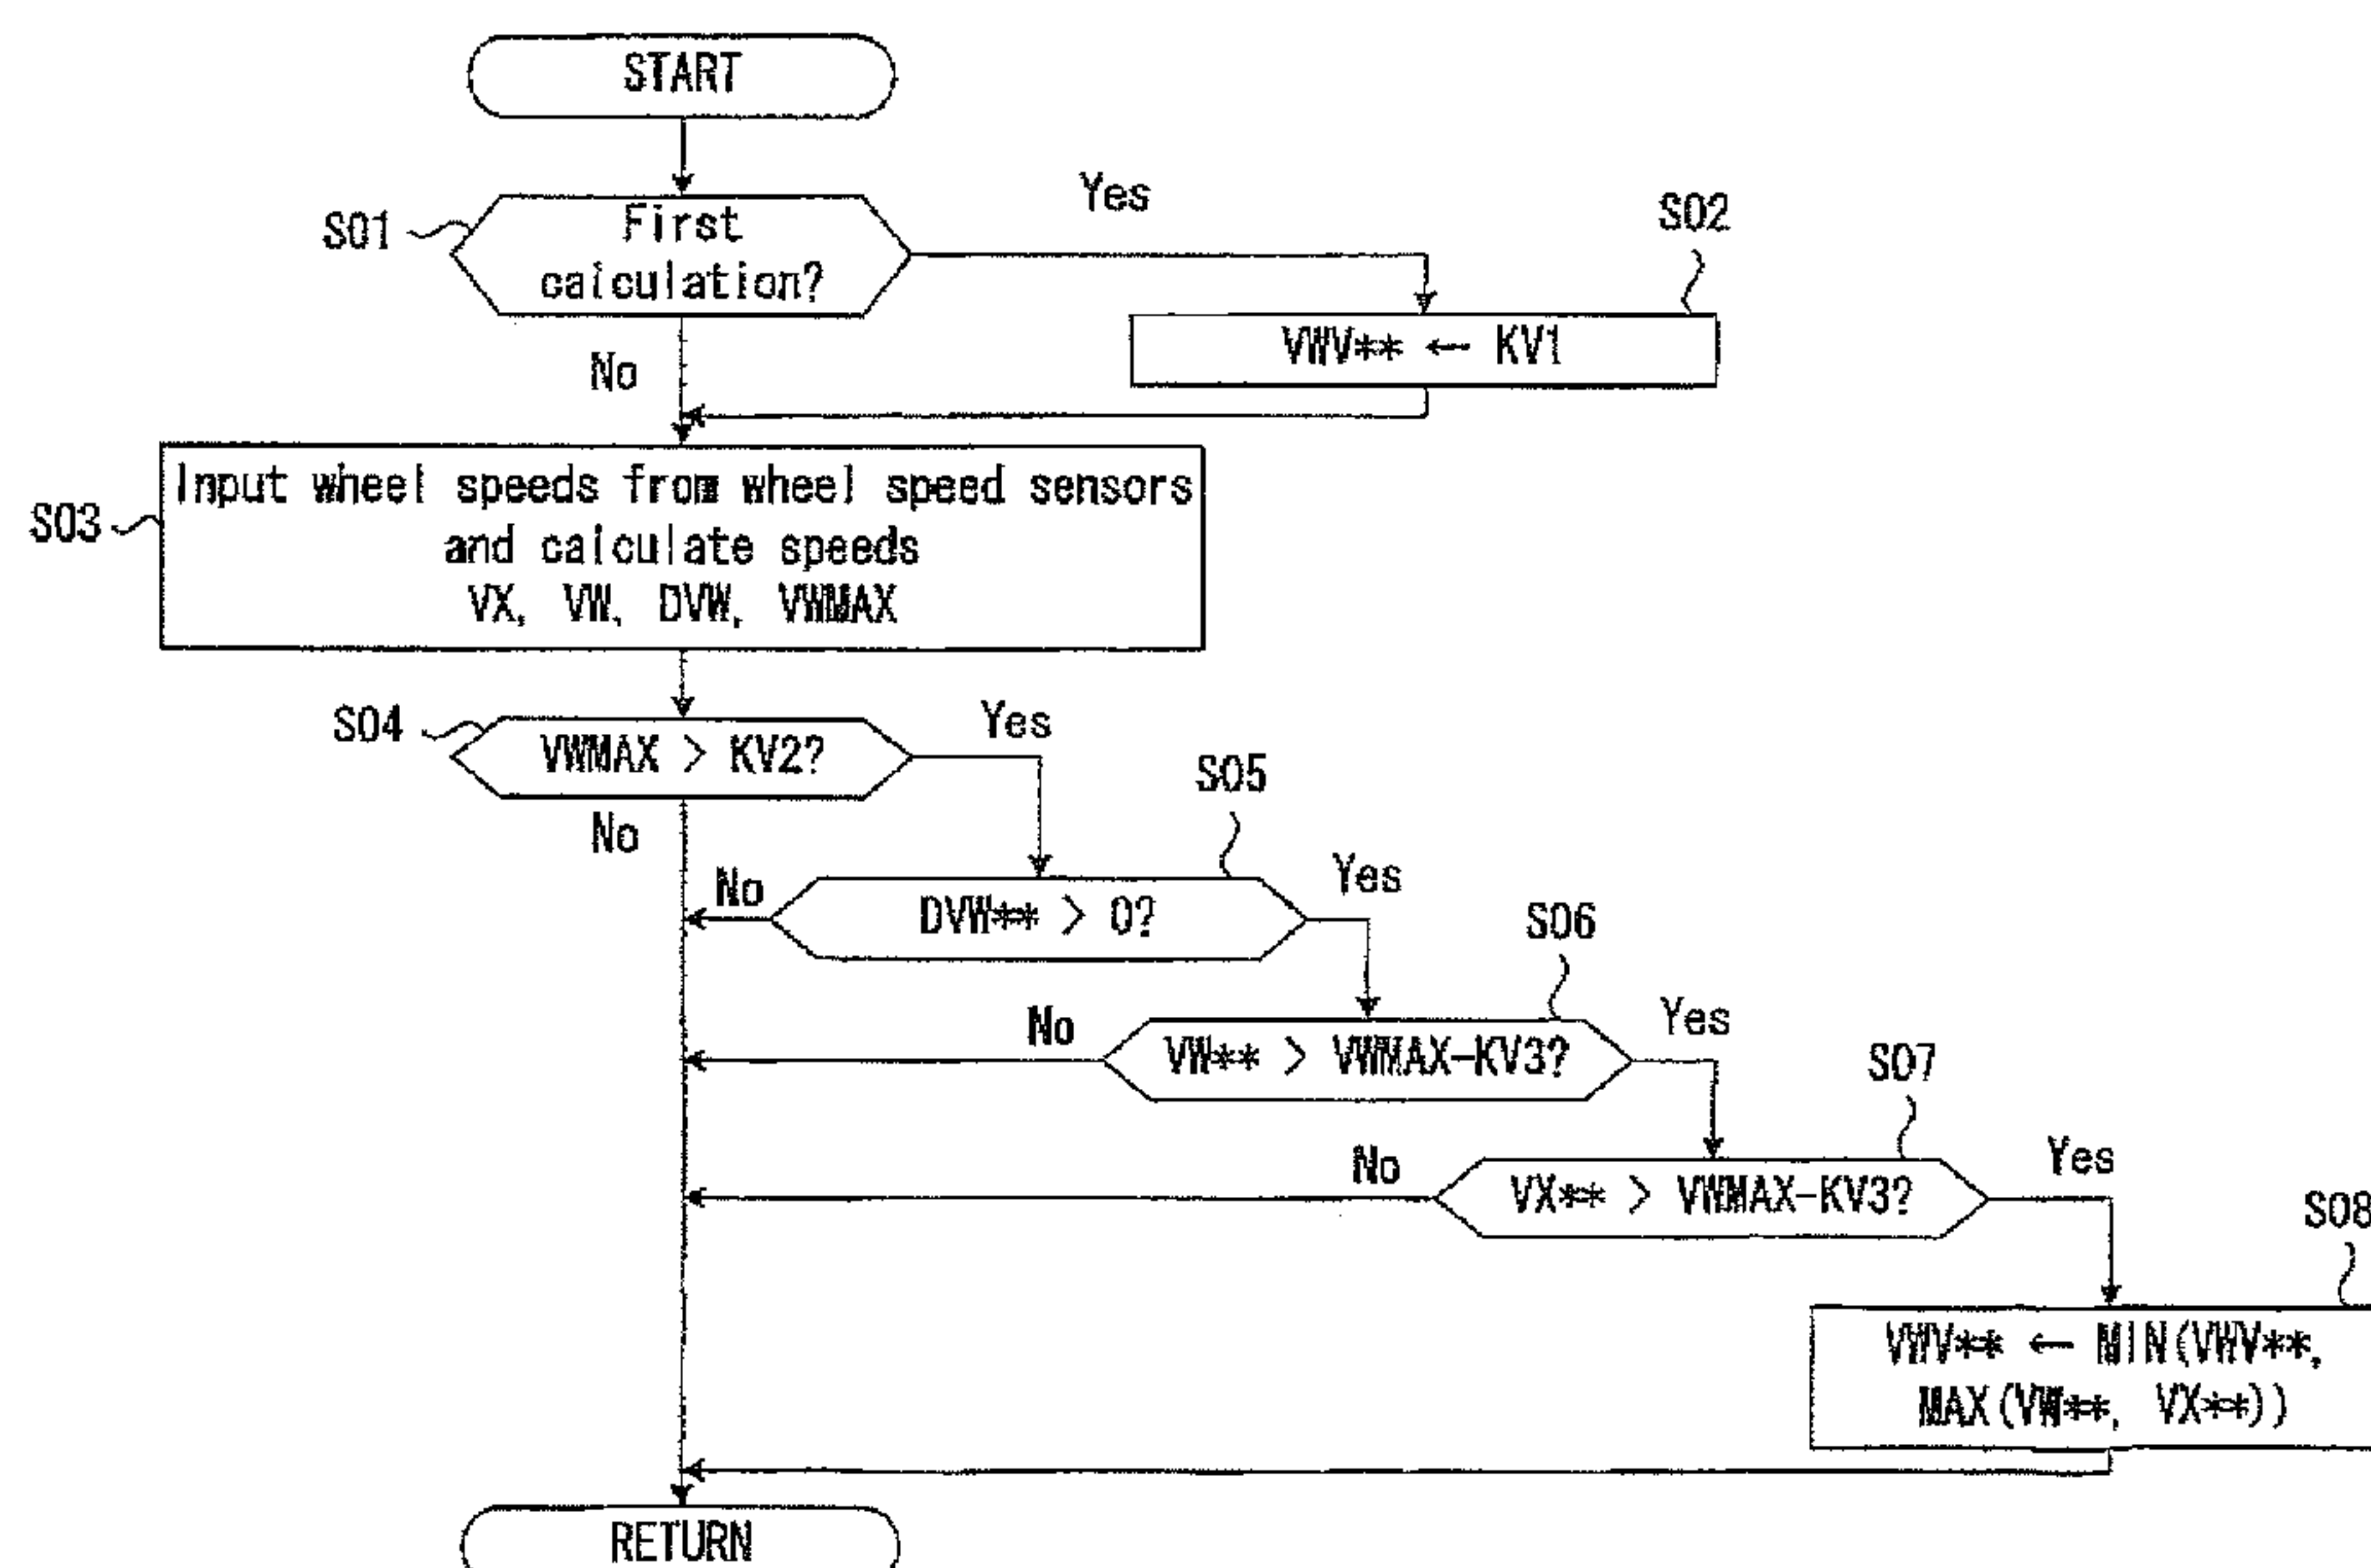 START
S01
First
calculation?
Yes
S02
VWV** ← KV1
No
S03
Input wheel speeds from wheel speed sensors
and calculate speeds
VX, VW, DVW, VWMAX
S04
VWMAX > KV2?
Yes
No
S05
DVW** > 0?
No
Yes
S06
VW** > VWMAX-KV3?
No
Yes
S07
VX** > VWMAX-KV3?
No
Yes
S08
VWV** ← MIN(VWV**,
MAX(VW**, VX**))
RETURN